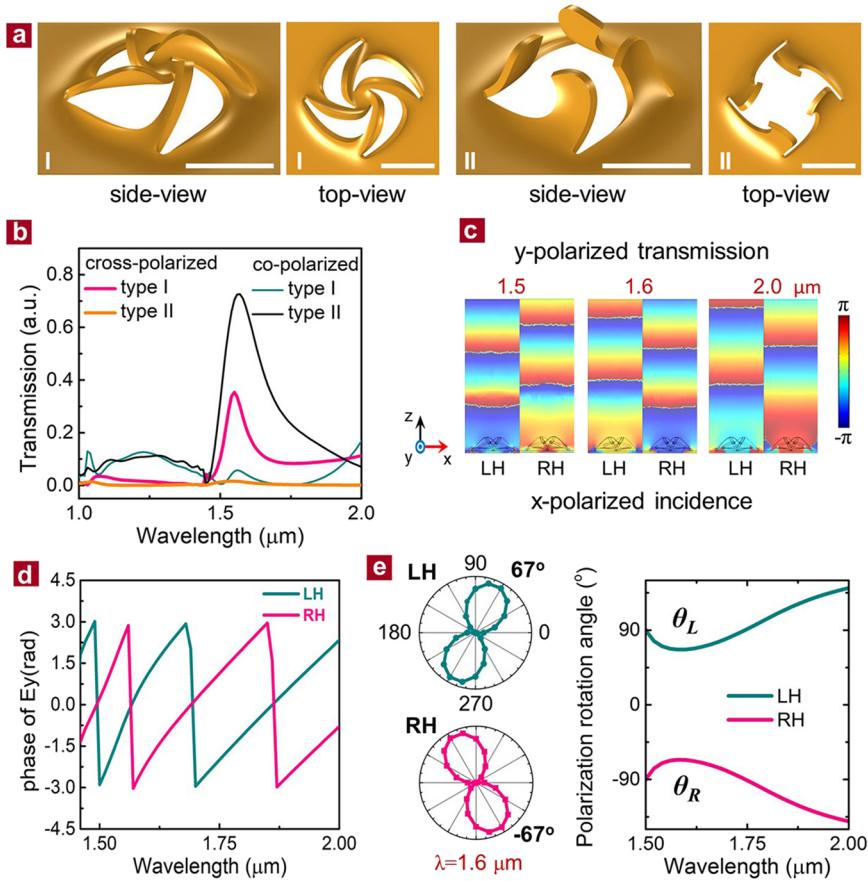 a
I
I
II
II
side-view
top-view
side-view
top-view
b
cross-polarized
co-polarized
type I
type I
type II
type II
0.8
0.6
0.4
0.2
0.0
Transmission (a.u.)
1.0
1.5
2.0
Wavelength (μm)
c
y-polarized transmission
1.5
1.6
2.0 μm
π
-π
z
y
x
LH
RH
LH
RH
LH
RH
x-polarized incidence
d
LH
RH
4.5
3.0
1.5
0.0
-1.5
-3.0
-4.5
phase of Ey(rad)
1.50
1.75
2.00
Wavelength (μm)
e
LH
90
67º
180
0
270
RH
-67º
λ=1.6 μm
Polarization rotation angle (°)
90
0
-90
θL
LH
RH
θR
1.50
1.75
2.00
Wavelength (μm)